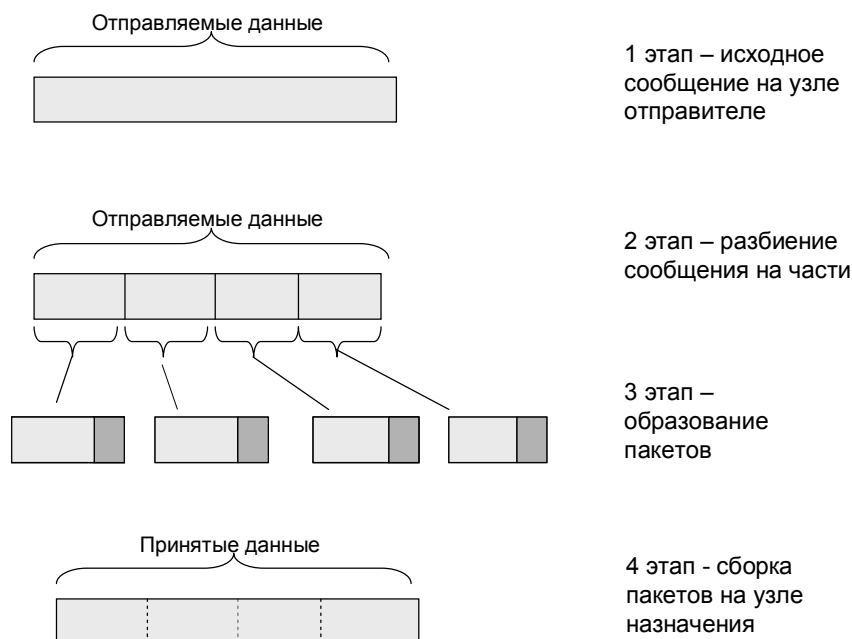 Отправляемые данные
1 этап – исходное
сообщение на узле
отправителе
Отправляемые данные
2 этап – разбиение
сообщения на части
3 этап –
образование
пакетов
Принятые данные
4 этап - сборка
пакетов на узле
назначения